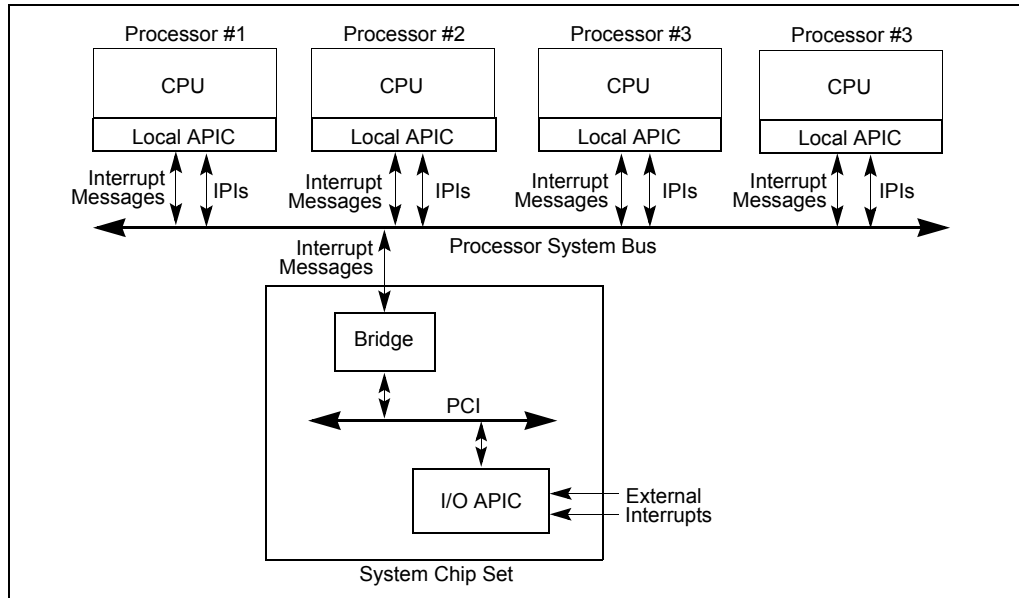 Processor #1
Processor #2
Processor #3
Processor #3
CPU
CPU
CPU
CPU
Local APIC
Local APIC
Local APIC
Local APIC
Interrupt
Messages
IPIs
Interrupt
Messages
IPIs
Interrupt
Messages
IPIs
Interrupt
Messages
IPIs
Processor System Bus
Interrupt
Messages
Bridge
PCI
I/O APIC
External
Interrupts
System Chip Set